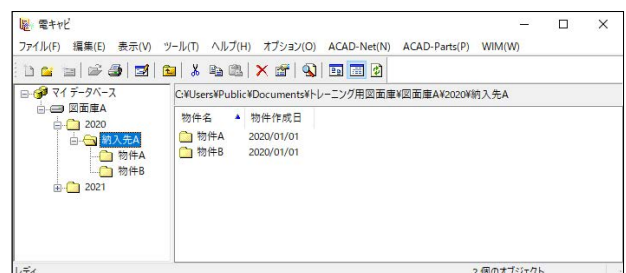 電キャビ
ファイル(F) 編集(E) 表示(V) ツール(T) ヘルプ(H) オプション(O) ACAD-Net(N) ACAD-Parts(P) WIM(W)
マイ データベース
図面庫A
2020
納入先A
物件A
物件B
2021
C:¥Users¥Public¥Documents¥トレーニング用図面庫¥図面庫A¥2020¥納入先A
物件名 物件作成日
物件A 2020/01/01
物件B 2020/01/01
レディ 2 個のオブジェクト